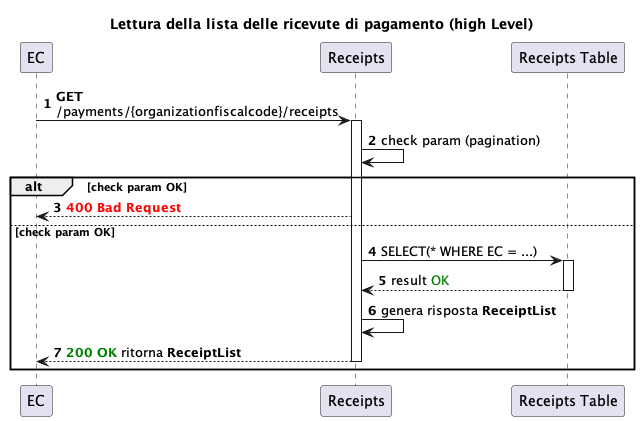 Lettura della lista delle ricevute di pagamento (high Level)
EC
Receipts
Receipts Table
1 GET
/payments/{organizationfiscalcode}/receipts
2 check param (pagination)
alt [check param OK]
3 400 Bad Request
[check param OK]
4 SELECT(* WHERE EC = ...)
5 result OK
6 genera risposta ReceiptList
7 200 OK ritorna ReceiptList
EC
Receipts
Receipts Table